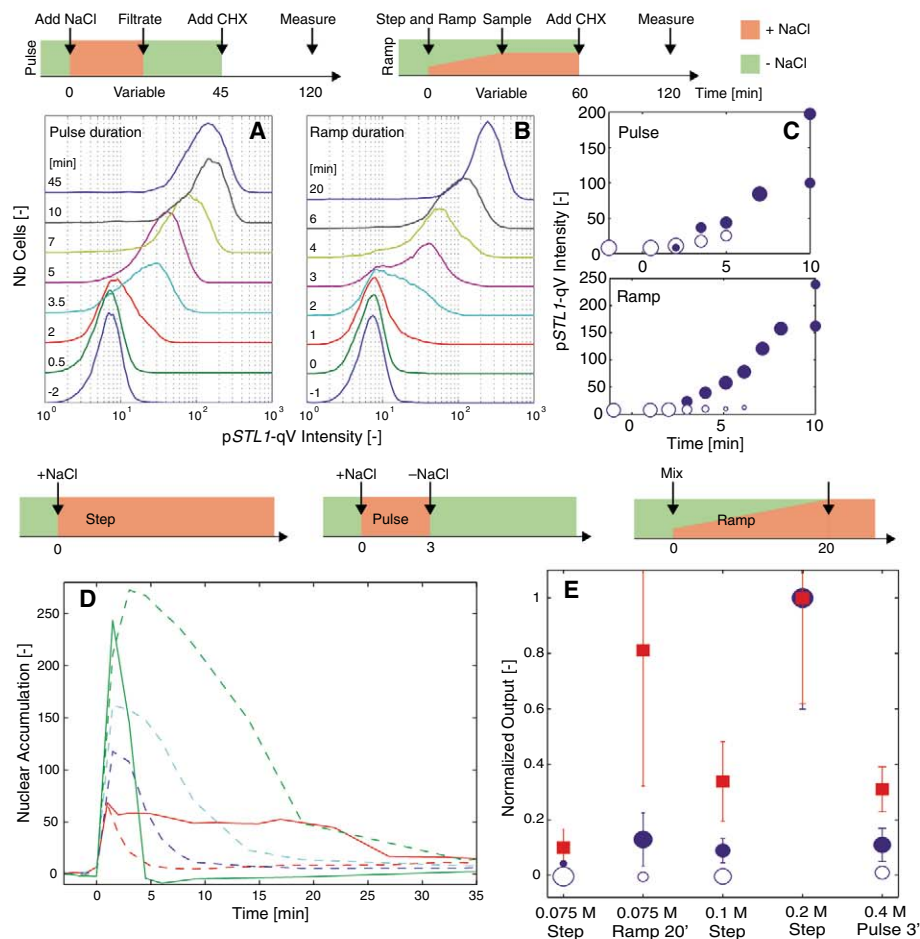 Add NaCl Filtrate Add CHX Measure
Pulse
0 Variable 45 120
Step and Ramp Sample Add CHX Measure
Ramp
0 Variable 60 120 Time [min]
+ NaCl
- NaCl
A
Pulse duration
[min]
45
10
7
5
3.5
2
0.5
-2
10^0 10^1 10^2 10^3
Nb Cells [-]
B
Ramp duration
[min]
20
6
4
3
2
1
0
-1
10^0 10^1 10^2 10^3
pSTL1-qV Intensity [-]
C
Pulse
200
150
100
50
0
0 5 10
Ramp
250
200
150
100
50
0
0 5 10
Time [min]
pSTL1-qV Intensity [-]
+NaCl
Step
0
+NaCl –NaCl
Pulse
0 3
Mix
Ramp
0 20
D
Nuclear Accumulation [-]
250
200
150
100
50
0
0 5 10 15 20 25 30 35
Time [min]
E
Normalized Output [-]
1
0.8
0.6
0.4
0.2
0
0.075 M 0.075 M 0.1 M 0.2 M 0.4 M
Step Ramp 20' Step Step Pulse 3'